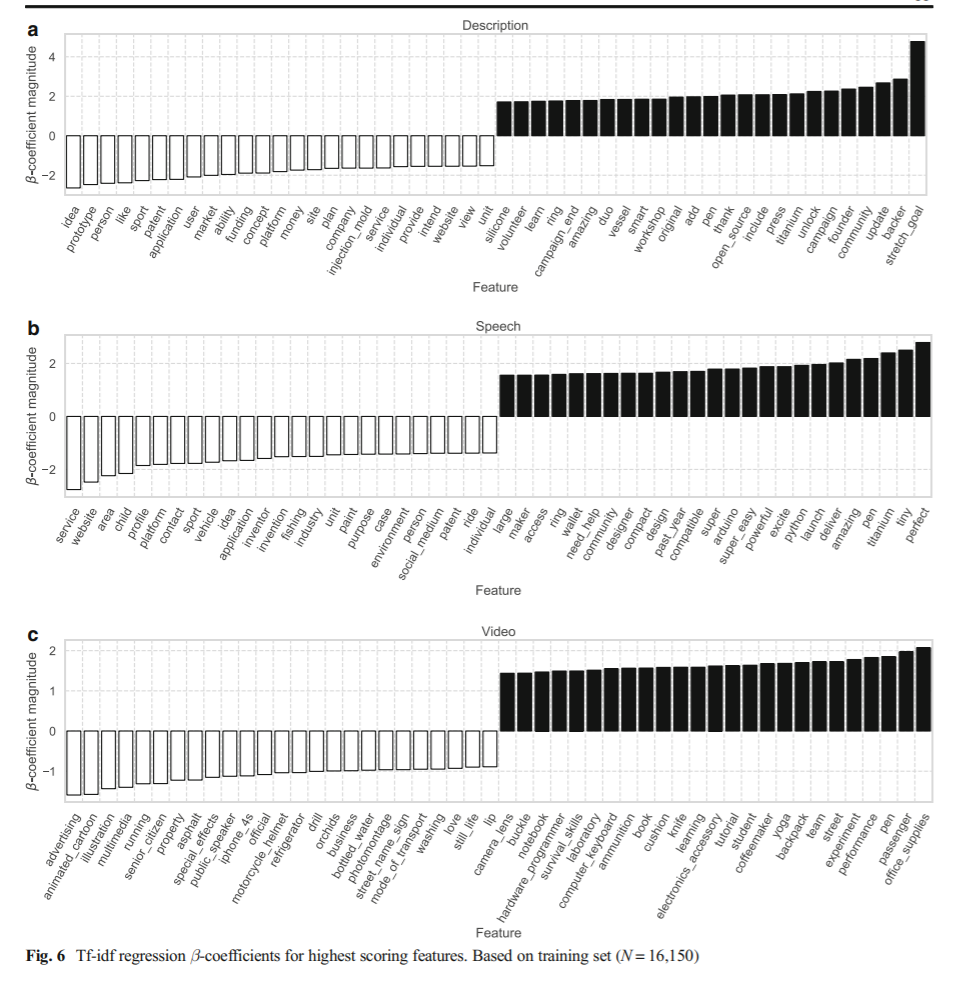 a
Description
β-coefficient magnitude
4
2
0
−2
idea
prototype
person
like
sport
patent
application
user
market
ability
funding
concept
platform
money
site
plan
company
injection_mold
service
individual
provide
intend
website
view
unit
silicone
volunteer
learn
ring
campaign_end
amazing
duo
vessel
smart
workshop
original
add
pen
thank
open_source
include
press
titanium
unlock
campaign
founder
community
update
backer
stretch_goal
Feature
b
Speech
β-coefficient magnitude
2
0
−2
service
website
area
child
profile
platform
contact
sport
vehicle
idea
application
inventor
invention
fishing
industry
unit
paint
purpose
case
environment
person
social_medium
patent
ride
individual
large
maker
access
ring
wallet
need_help
community
designer
compact
design
past_year
compatible
super
arduino
super_easy
powerful
excite
python
launch
deliver
amazing
pen
titanium
tiny
perfect
Feature
c
Video
β-coefficient magnitude
2
1
0
−1
advertising
animated_cartoon
illustration
multimedia
running
senior_citizen
property
asphalt
special_effects
public_speaker
iphone_4s
official
motorcycle_helmet
refrigerator
drill
orchids
business
bottled_water
photomontage
street_name_sign
mode_of_transport
washing
love
still_life
lip
camera_lens
buckle
notebook
hardware_programmer
survival_skills
laboratory
computer_keyboard
ammunition
book
cushion
knife
learning
electronics_accessory
tutorial
student
coffeemaker
yoga
backpack
team
street
experiment
performance
pen
passenger
office_supplies
Feature
Fig. 6 Tf-idf regression β-coefficients for highest scoring features. Based on training set (N = 16,150)